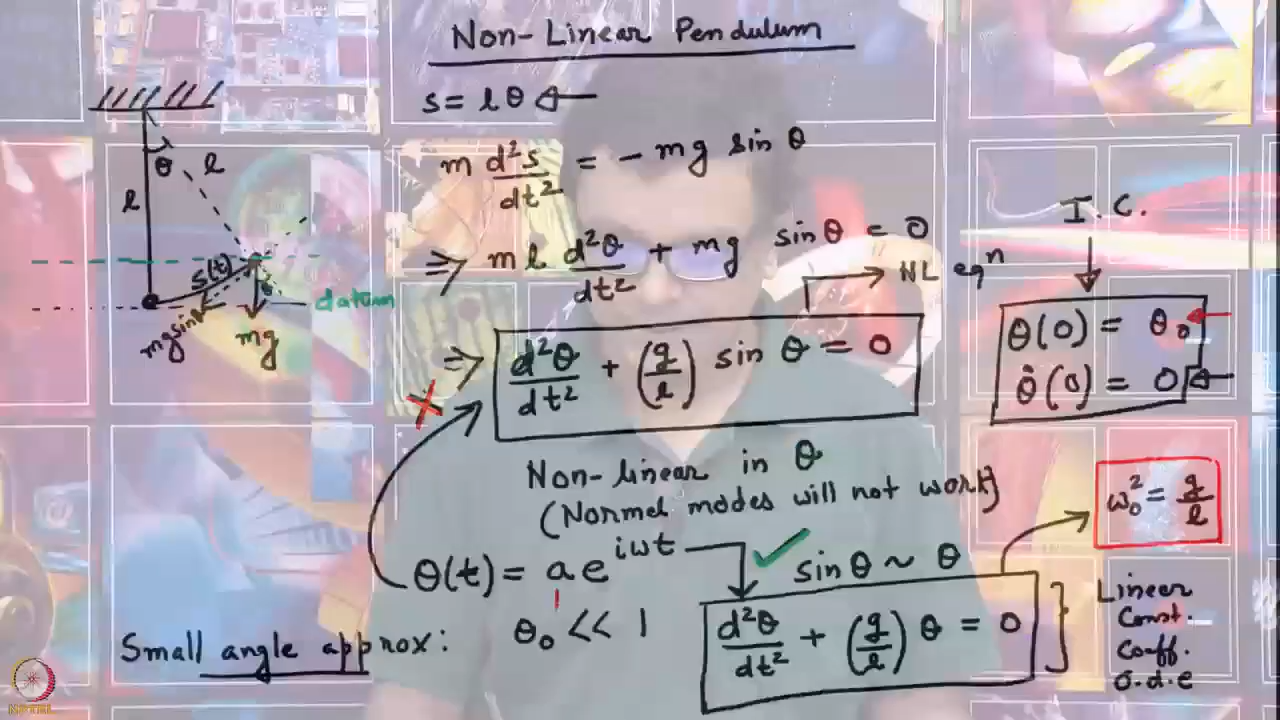 Non-Linear Pendulum
s = l θ
m d²s/dt² = - mg sin θ
⇒ m l d²θ/dt² + mg sin θ = 0
NL eqⁿ
⇒ d²θ/dt² + (g/l) sin θ = 0
Non-linear in θ
(Normal modes will not work)
θ(t) = a e^{iωt}
sin θ ~ θ
Small angle approx: θ₀ << 1
d²θ/dt² + (g/l) θ = 0
I.C.
θ(0) = θ₀
θ̇(0) = 0
ω₀² = g/l
Linear
Const.
Coeff.
o.d.e
θ
l
l
s(t)
θ
datum
mg sin
mg
NPTEL